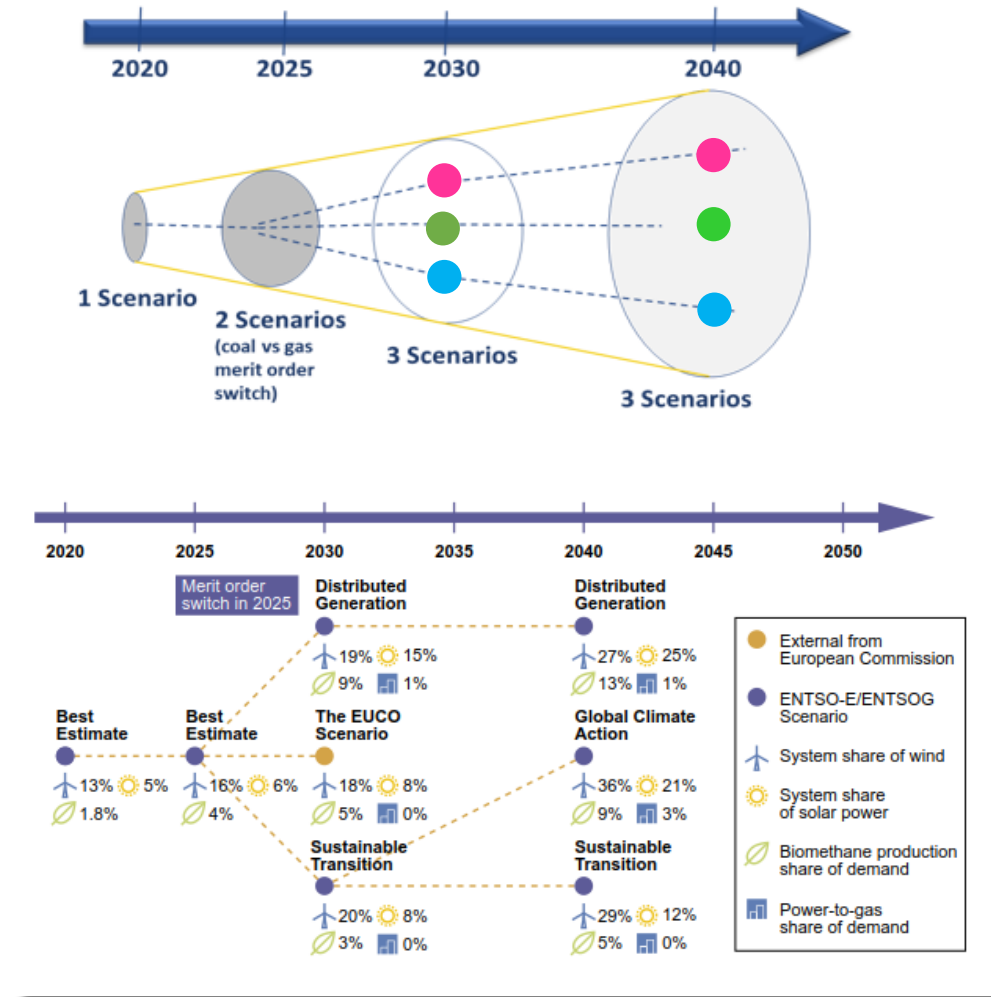 2020 2025 2030 2040
1 Scenario
2 Scenarios
(coal vs gas
merit order
switch)
3 Scenarios
3 Scenarios
2020 2025 2030 2035 2040 2045 2050
Merit order
switch in 2025
Distributed
Generation
19% 15%
9% 1%
Distributed
Generation
27% 25%
13% 1%
Best
Estimate
13% 5%
1.8%
Best
Estimate
16% 6%
4%
The EUCO
Scenario
18% 8%
5% 0%
Global Climate
Action
36% 21%
9% 3%
Sustainable
Transition
20% 8%
3% 0%
Sustainable
Transition
29% 12%
5% 0%
External from
European Commission
ENTSO-E/ENTSOG
Scenario
System share of wind
System share
of solar power
Biomethane production
share of demand
Power-to-gas
share of demand